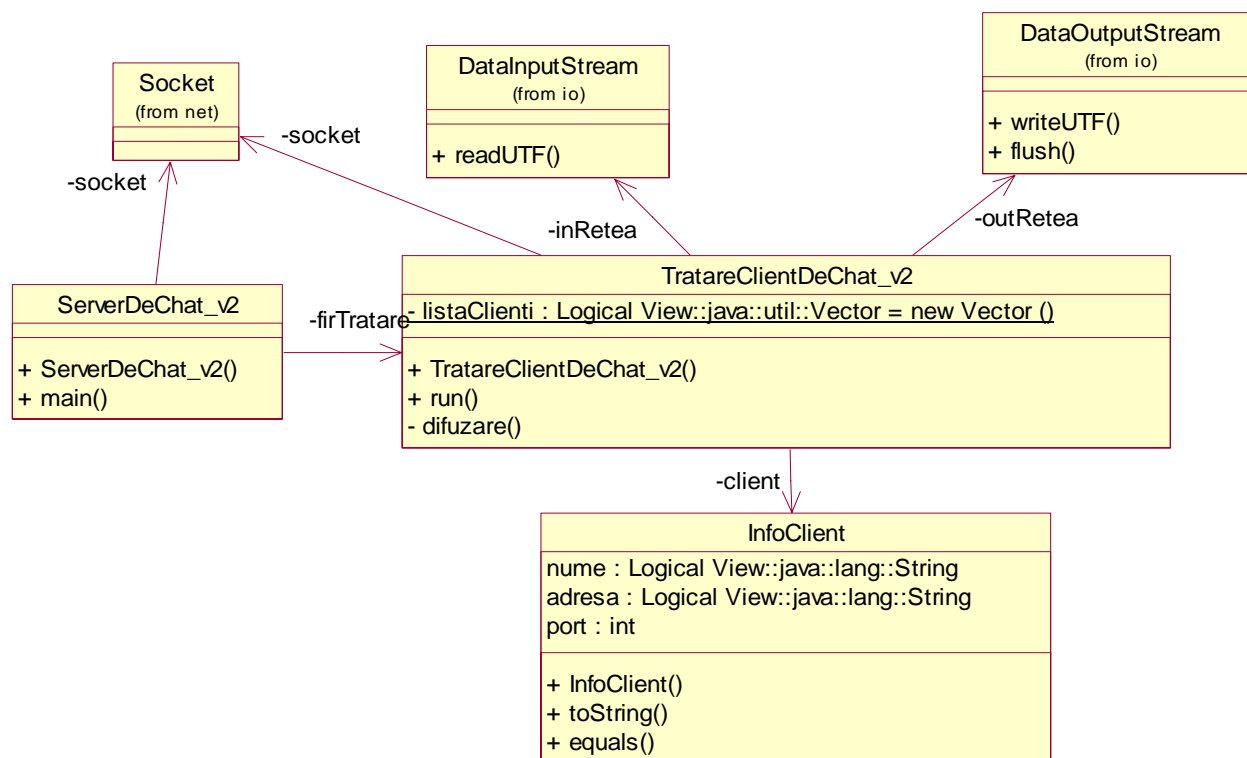 DataOutputStream
(from io)
+ writeUTF()
+ flush()
DataInputStream
(from io)
+ readUTF()
Socket
(from net)
-socket
-socket
-inRetea
-outRetea
ServerDeChat_v2
+ ServerDeChat_v2()
+ main()
-firTratare
TratareClientDeChat_v2
- listaClienti : Logical View::java::util::Vector = new Vector ()
+ TratareClientDeChat_v2()
+ run()
- difuzare()
-client
InfoClient
nume : Logical View::java::lang::String
adresa : Logical View::java::lang::String
port : int
+ InfoClient()
+ toString()
+ equals()